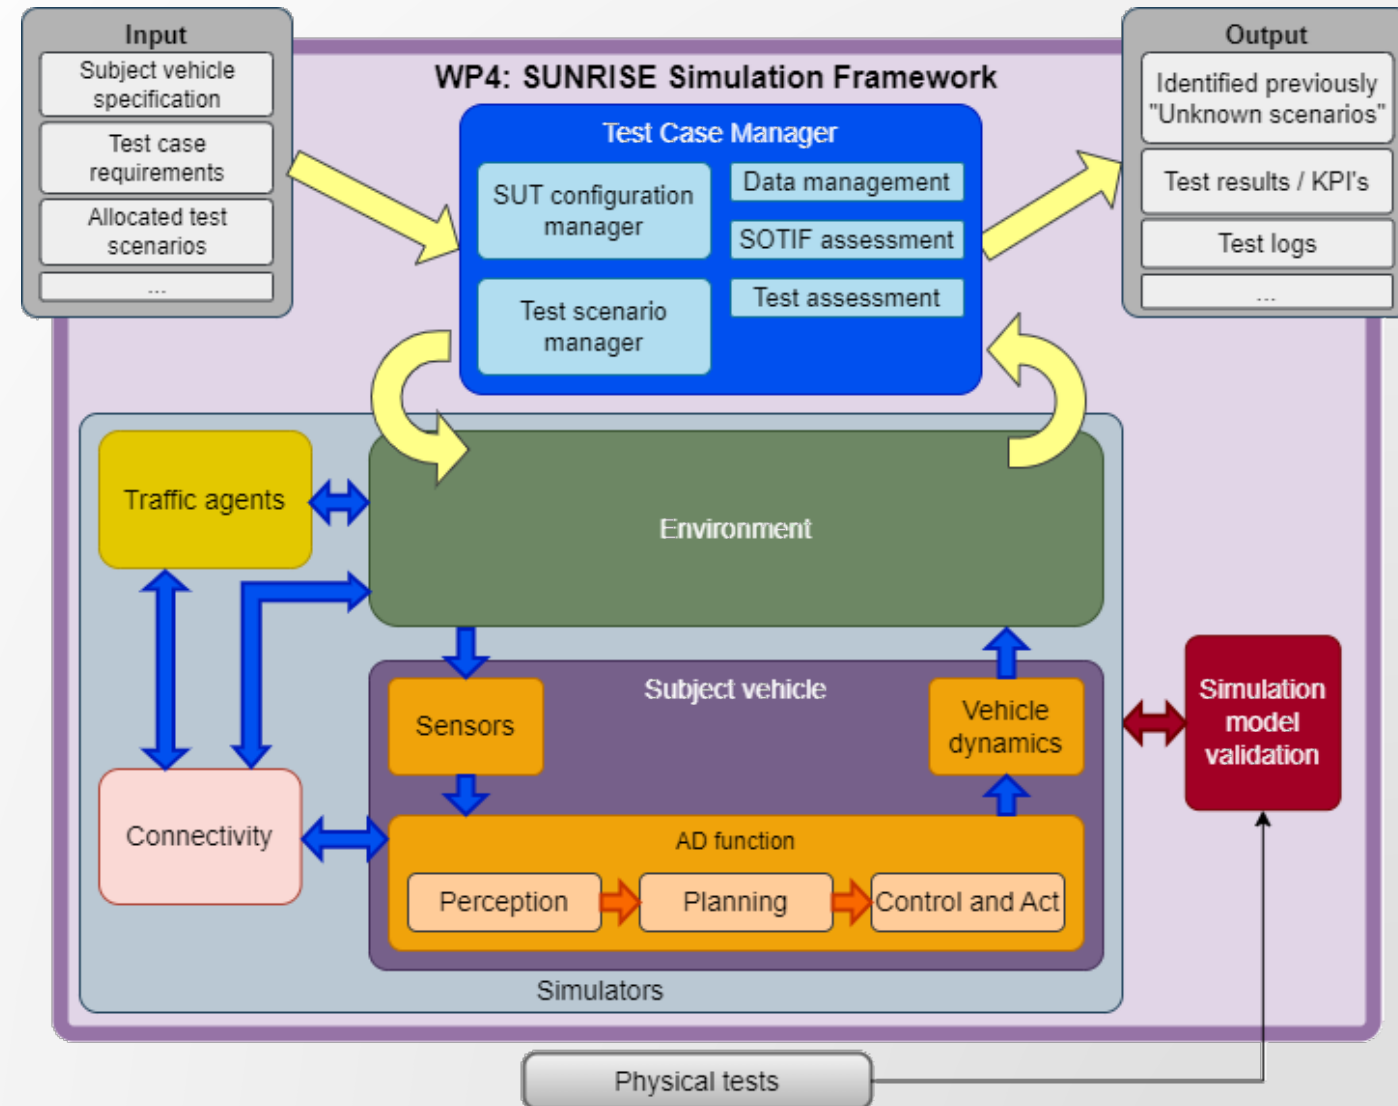 Input
Subject vehicle
specification
Test case
requirements
Allocated test
scenarios
...
Output
Identified previously
"Unknown scenarios"
Test results / KPI's
Test logs
...
WP4: SUNRISE Simulation Framework
Test Case Manager
SUT configuration
manager
Test scenario
manager
Data management
SOTIF assessment
Test assessment
Traffic agents
Environment
Subject vehicle
Sensors
Vehicle
dynamics
Simulation
model
validation
Connectivity
AD function
Perception
Planning
Control and Act
Simulators
Physical tests